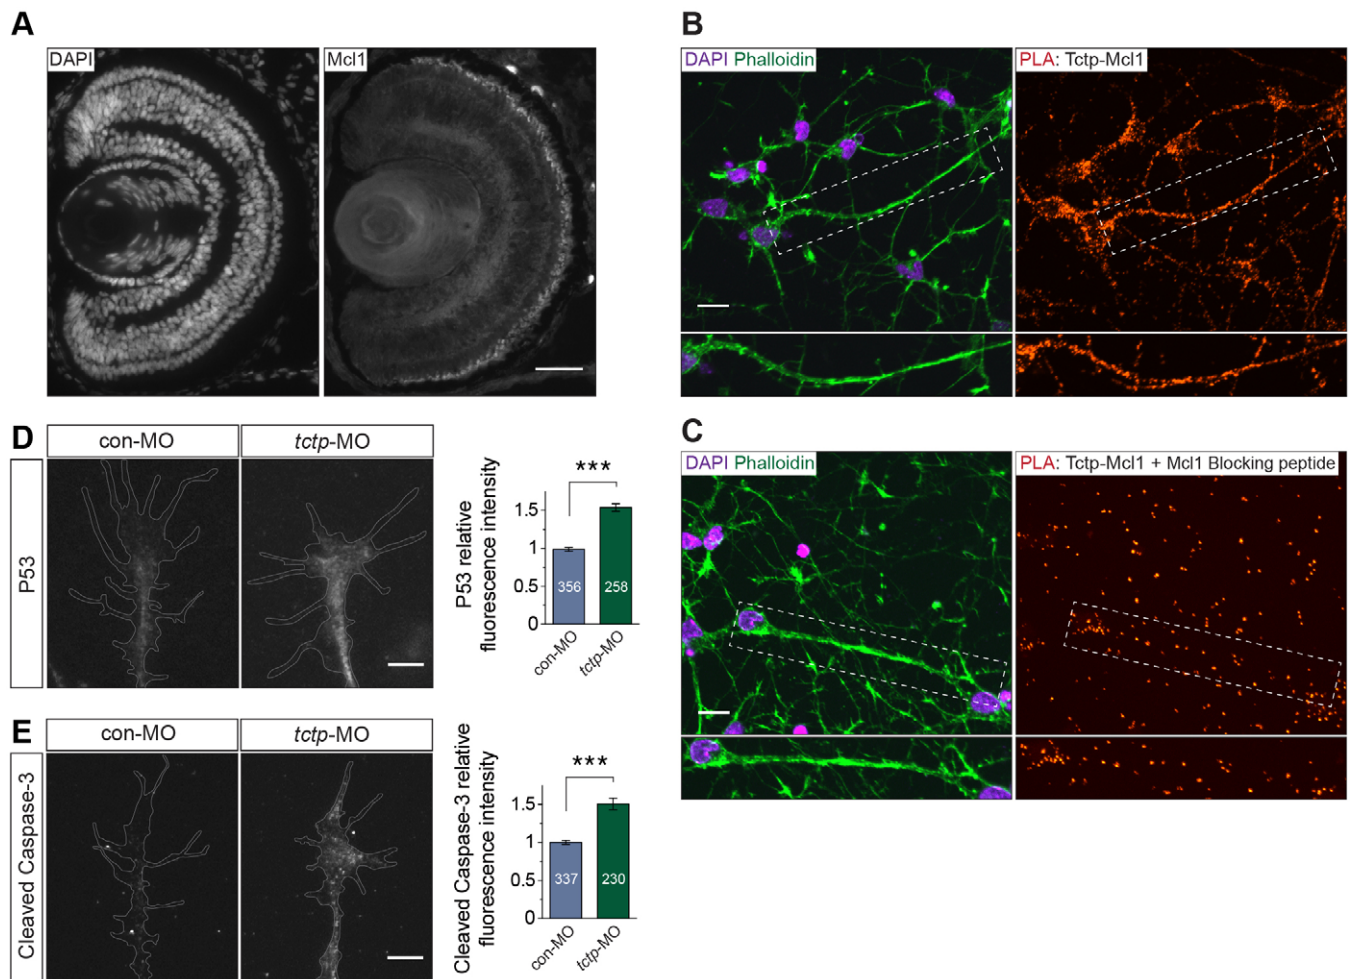 A
DAPI
Mcl1
B
DAPI Phalloidin
PLA: Tctp-Mcl1
C
DAPI Phalloidin
PLA: Tctp-Mcl1 + Mcl1 Blocking peptide
D
con-MO
tctp-MO
P53
P53 relative
fluorescence intensity
***
1.5
1
0.5
0
356
258
con-MO
tctp-MO
E
con-MO
tctp-MO
Cleaved Caspase-3
Cleaved Caspase-3 relative
fluorescence intensity
***
1.5
1
0.5
0
337
230
con-MO
tctp-MO